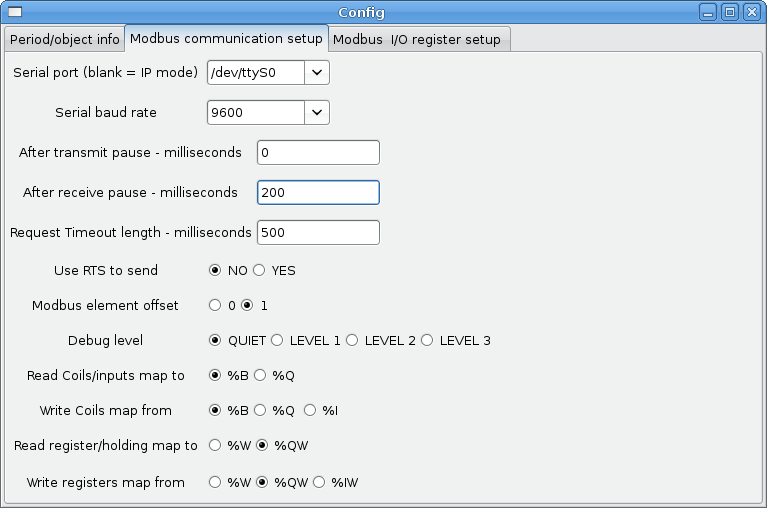 Config
Period/object info Modbus communication setup Modbus I/O register setup
Serial port (blank = IP mode) /dev/ttyS0
Serial baud rate 9600
After transmit pause - milliseconds 0
After receive pause - milliseconds 200
Request Timeout length - milliseconds 500
Use RTS to send NO YES
Modbus element offset 0 1
Debug level QUIET LEVEL 1 LEVEL 2 LEVEL 3
Read Coils/inputs map to %B %Q
Write Coils map from %B %Q %I
Read register/holding map to %W %QW
Write registers map from %W %QW %IW